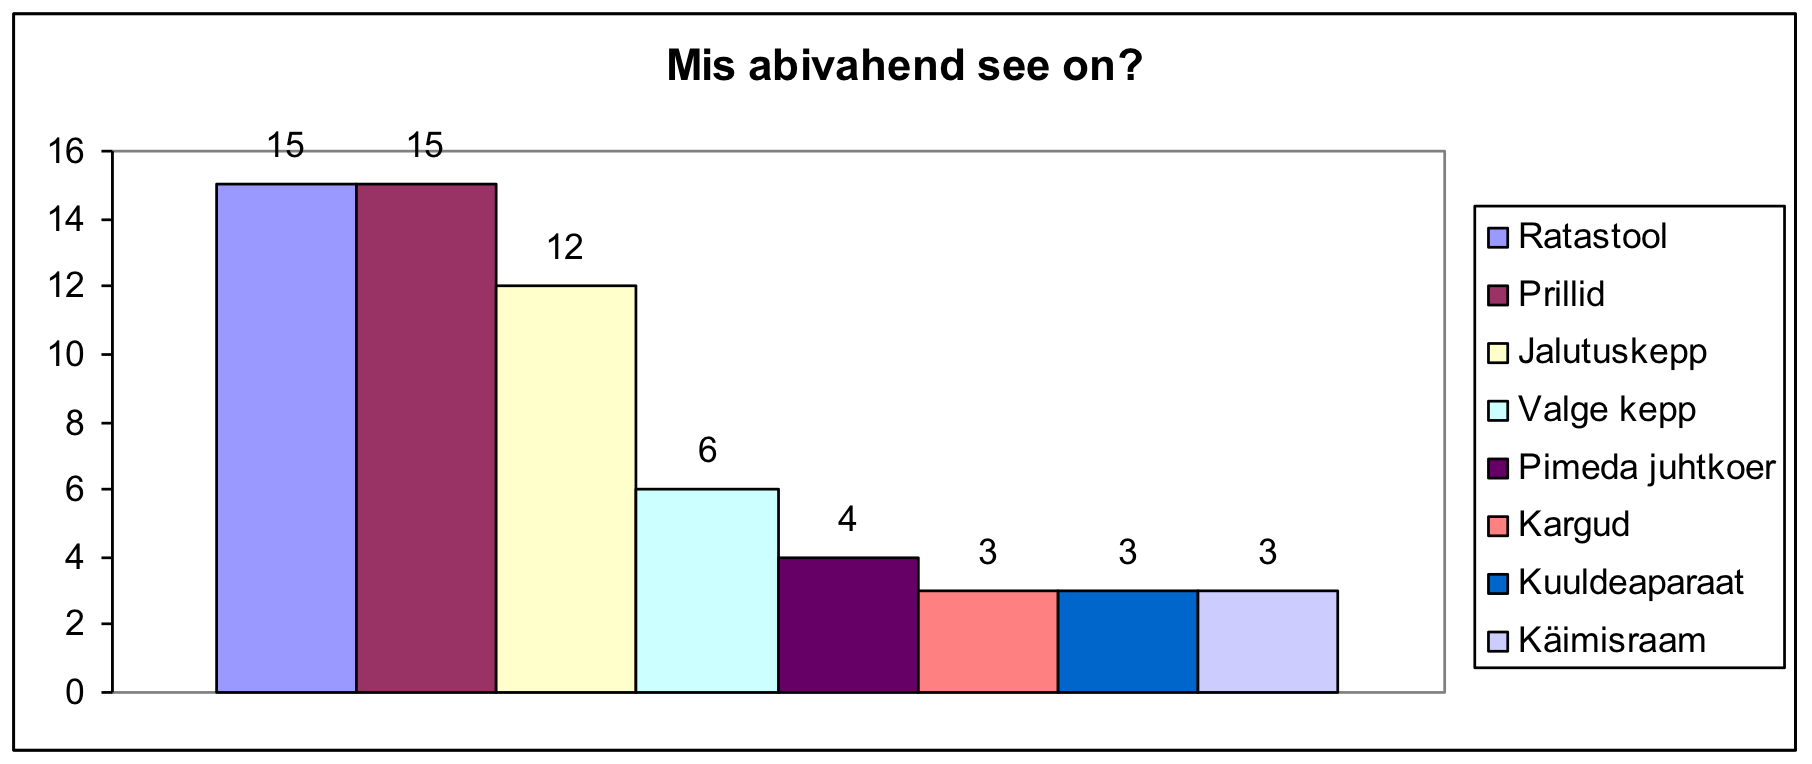 Mis abivahend see on?
16
14
12
10
8
6
4
2
0
15
15
12
6
4
3
3
3
Ratastool
Prillid
Jalutuskepp
Valge kepp
Pimeda juhtkoer
Kargud
Kuuldeaparaat
Käimisraam